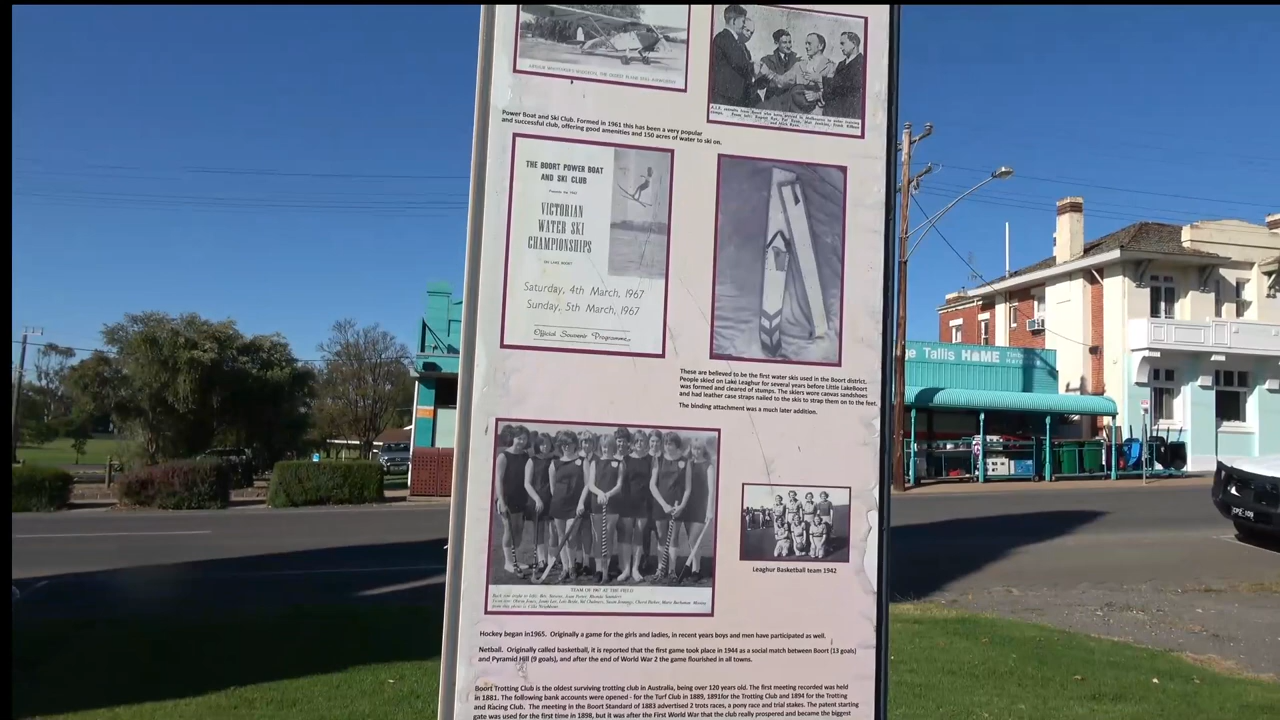 Power Boat and Ski Club. Formed in 1961 this has been a very popular
and successful club, offering good amenities and 150 acres of water to ski on.
THE BOORT POWER BOAT
AND SKI CLUB
VICTORIAN
WATER SKI
CHAMPIONSHIPS
Saturday, 4th March, 1967
Sunday, 5th March, 1967
Official Souvenir Programme
These are believed to be the first water skis used in the Boort district.
People skied on Lake Leaghur for several years before Little LakeBoort
was formed and cleared of stumps. The skiers wore canvas sandshoes
and had leather case straps nailed to the skis to strap them on to the feet.
The binding attachment was a much later addition.
TEAM OF 1967 AT THE FIELD
Leaghur Basketball team 1942
Hockey began in1965. Originally a game for the girls and ladies, in recent years boys and men have participated as well.
Netball. Originally called basketball, it is reported that the first game took place in 1944 as a social match between Boort (13 goals)
and Pyramid Hill (9 goals), and after the end of World War 2 the game flourished in all towns.
Boort Trotting Club is the oldest surviving trotting club in Australia, being over 120 years old. The first meeting recorded was held
in 1881. The following bank accounts were opened - for the Turf Club in 1889, 1891for the Trotting Club and 1894 for the Trotting
and Racing Club. The meeting in the Boort Standard of 1883 advertised 2 trots races, a pony race and trial stakes. The patent starting
gate was used for the first time in 1898, but it was after the First World War that the club really prospered and became the biggest
ge Tallis HOME Timber